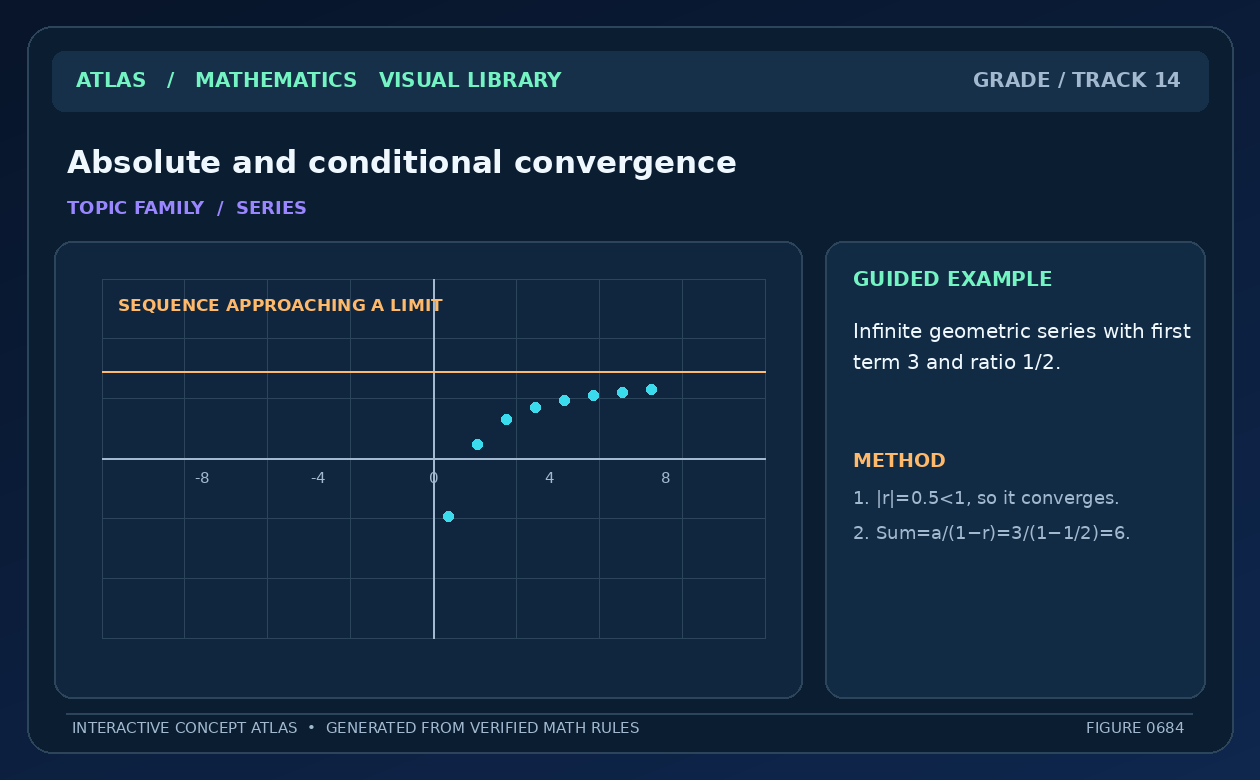 ATLAS / MATHEMATICS VISUAL LIBRARY
GRADE / TRACK 14
Absolute and conditional convergence
TOPIC FAMILY / SERIES
SEQUENCE APPROACHING A LIMIT
-8 -4 0 4 8
GUIDED EXAMPLE
Infinite geometric series with first
term 3 and ratio 1/2.
METHOD
1. |r|=0.5<1, so it converges.
2. Sum=a/(1−r)=3/(1−1/2)=6.
INTERACTIVE CONCEPT ATLAS • GENERATED FROM VERIFIED MATH RULES
FIGURE 0684